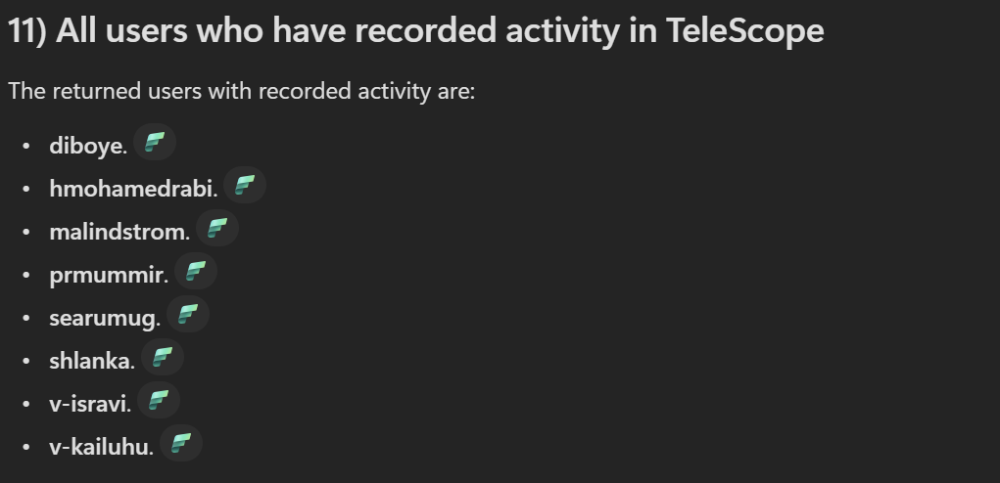 11) All users who have recorded activity in TeleScope
The returned users with recorded activity are:
• diboye.
• hmohamedrabi.
• malindstrom.
• prmummir.
• searumug.
• shlanka.
• v-isravi.
• v-kailuhu.